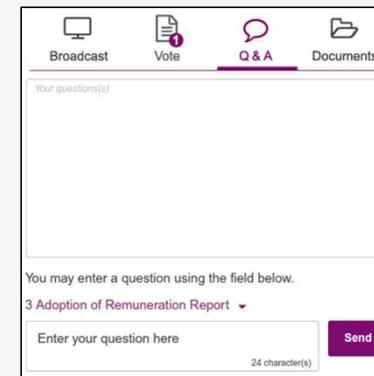 Broadcast Vote Q & A Documents
1
Your questions(s)
You may enter a question using the field below.
3 Adoption of Remuneration Report
Enter your question here Send
24 character(s)